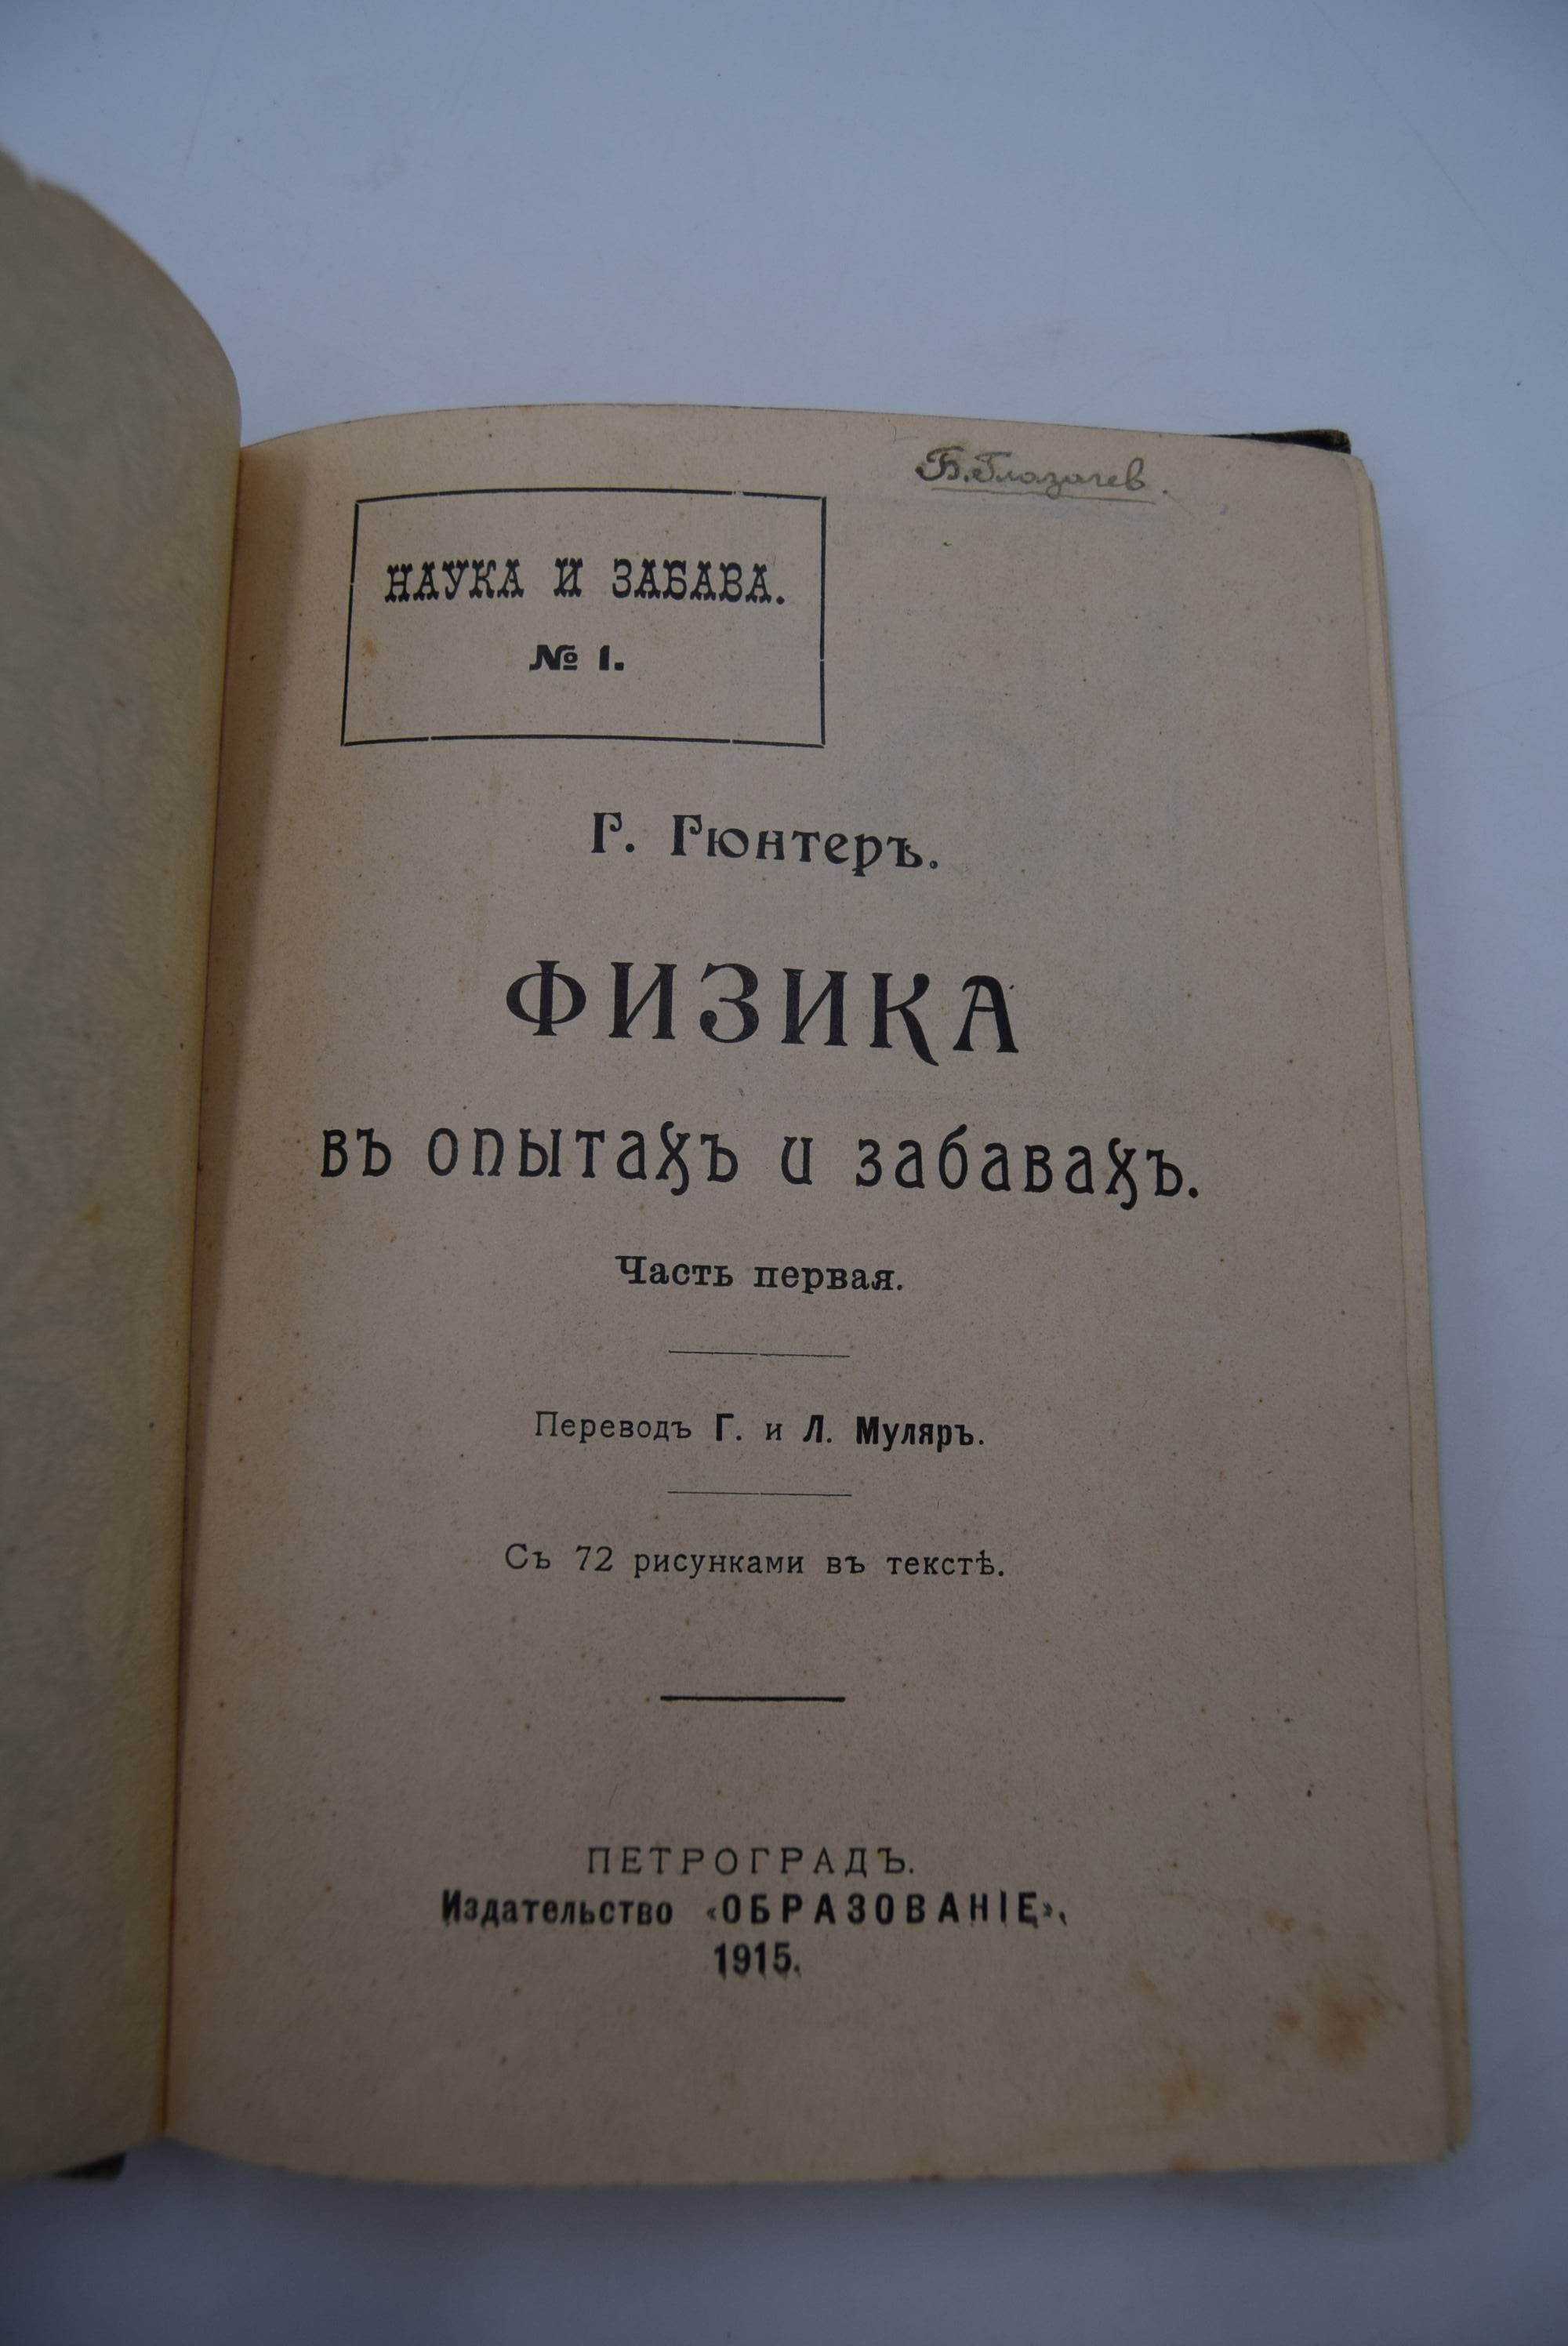 Б. Глазачев.
НАУКА И ЗАБАВА.
№ 1.
Г. Гюнтеръ.
ФИЗИКА
въ опытахъ и забавахъ.
Часть первая.
Переводъ Г. и Л. Муляръ.
Съ 72 рисунками въ текстѣ.
ПЕТРОГРАДЪ.
Издательство «ОБРАЗОВАНІЕ».
1915.